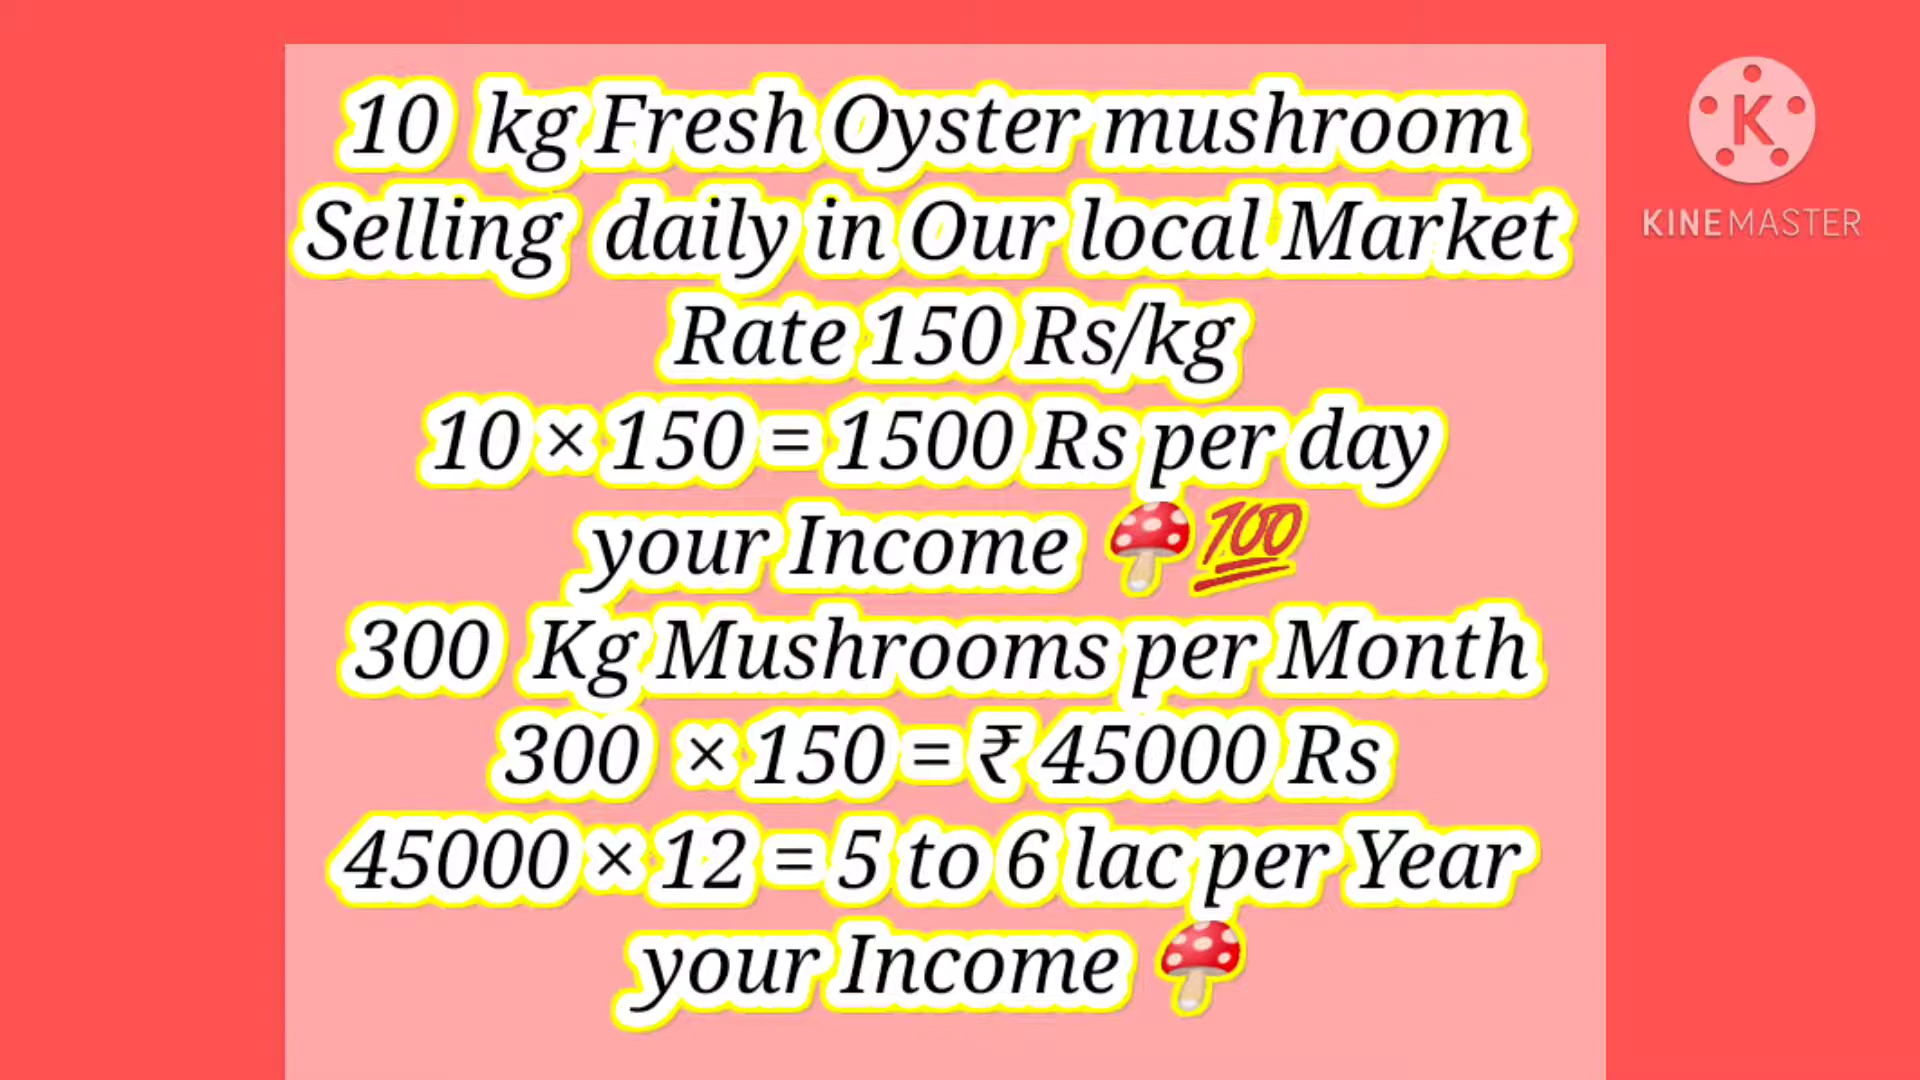 10 kg Fresh Oyster mushroom
Selling daily in Our local Market
Rate 150 Rs/kg
10 × 150 = 1500 Rs per day
your Income 🍄💯
300 Kg Mushrooms per Month
300 × 150 = ₹ 45000 Rs
45000 × 12 = 5 to 6 lac per Year
your Income 🍄
K
KINEMASTER